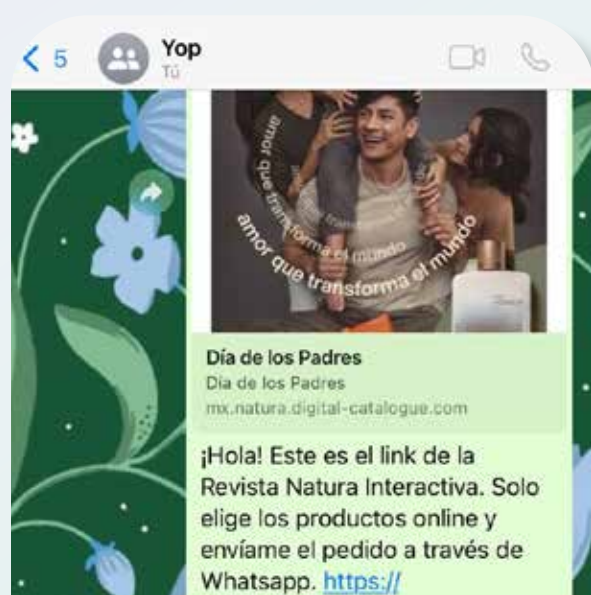 5
Yop
Tú
amor que transforma el mundo
amor que transforma el mundo
Día de los Padres
Día de los Padres
mx.natura.digital-catalogue.com
¡Hola! Este es el link de la
Revista Natura Interactiva. Solo
elige los productos online y
envíame el pedido a través de
Whatsapp. https://